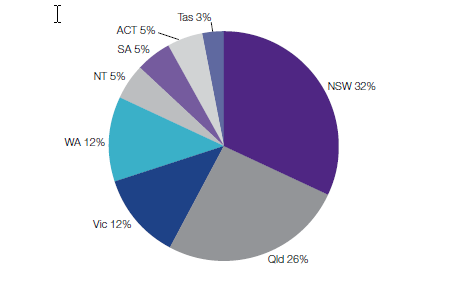 Tas 3%
ACT 5%
SA 5%
NT 5%
NSW 32%
WA 12%
Vic 12%
Qld 26%